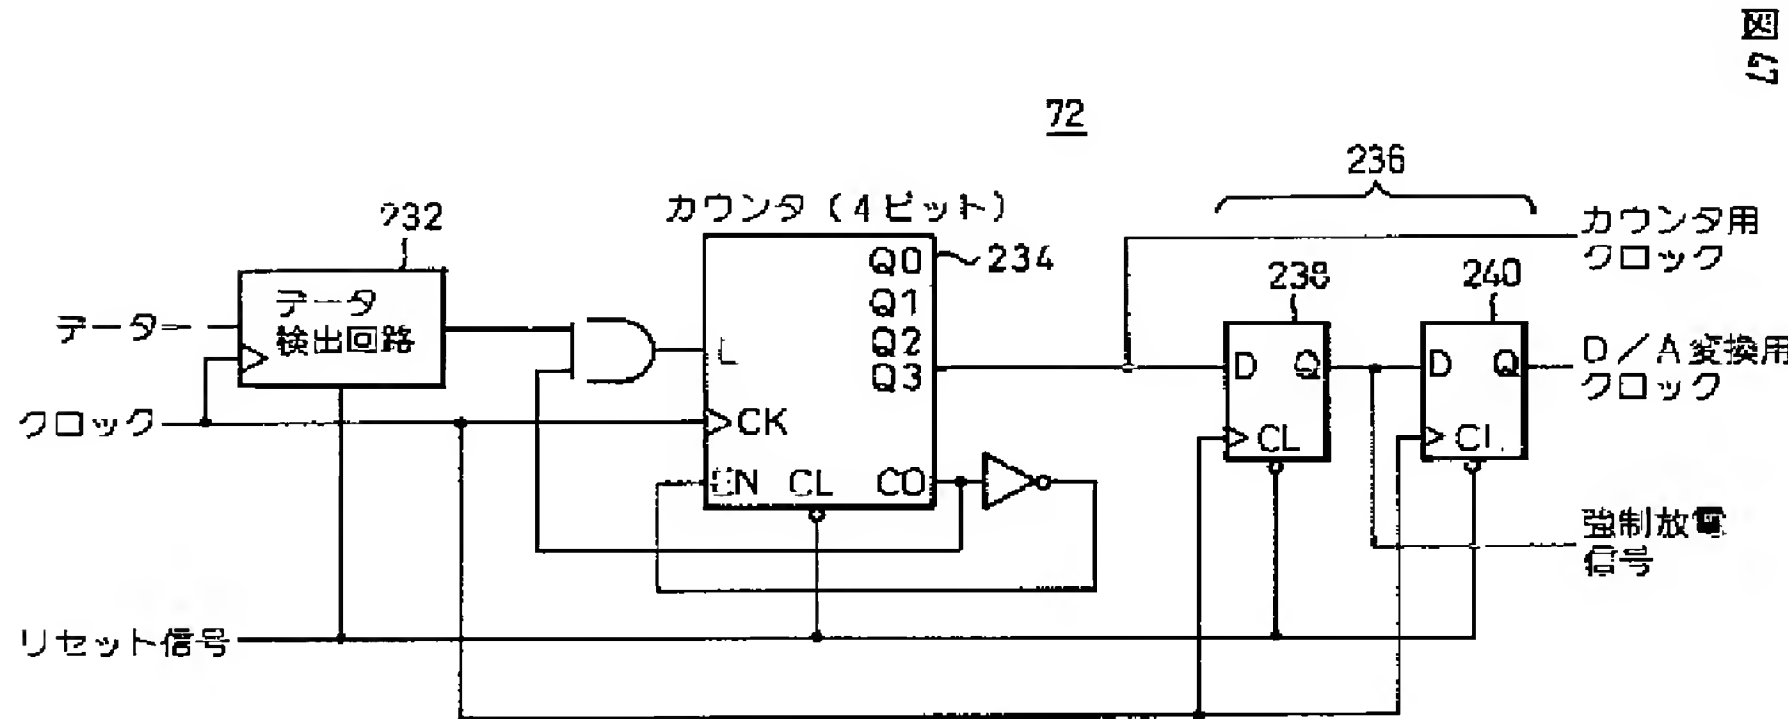 図7
72
236
232
カウンタ（4ビット）
カウンタ用
クロック
データ
検出回路
Q0
234
238
240
Q1
データ
Q2
L
Q3
D
Q
D
Q
D／A変換用
クロック
クロック
CK
CL
CL
EN
CL
CO
強制放電
信号
リセット信号